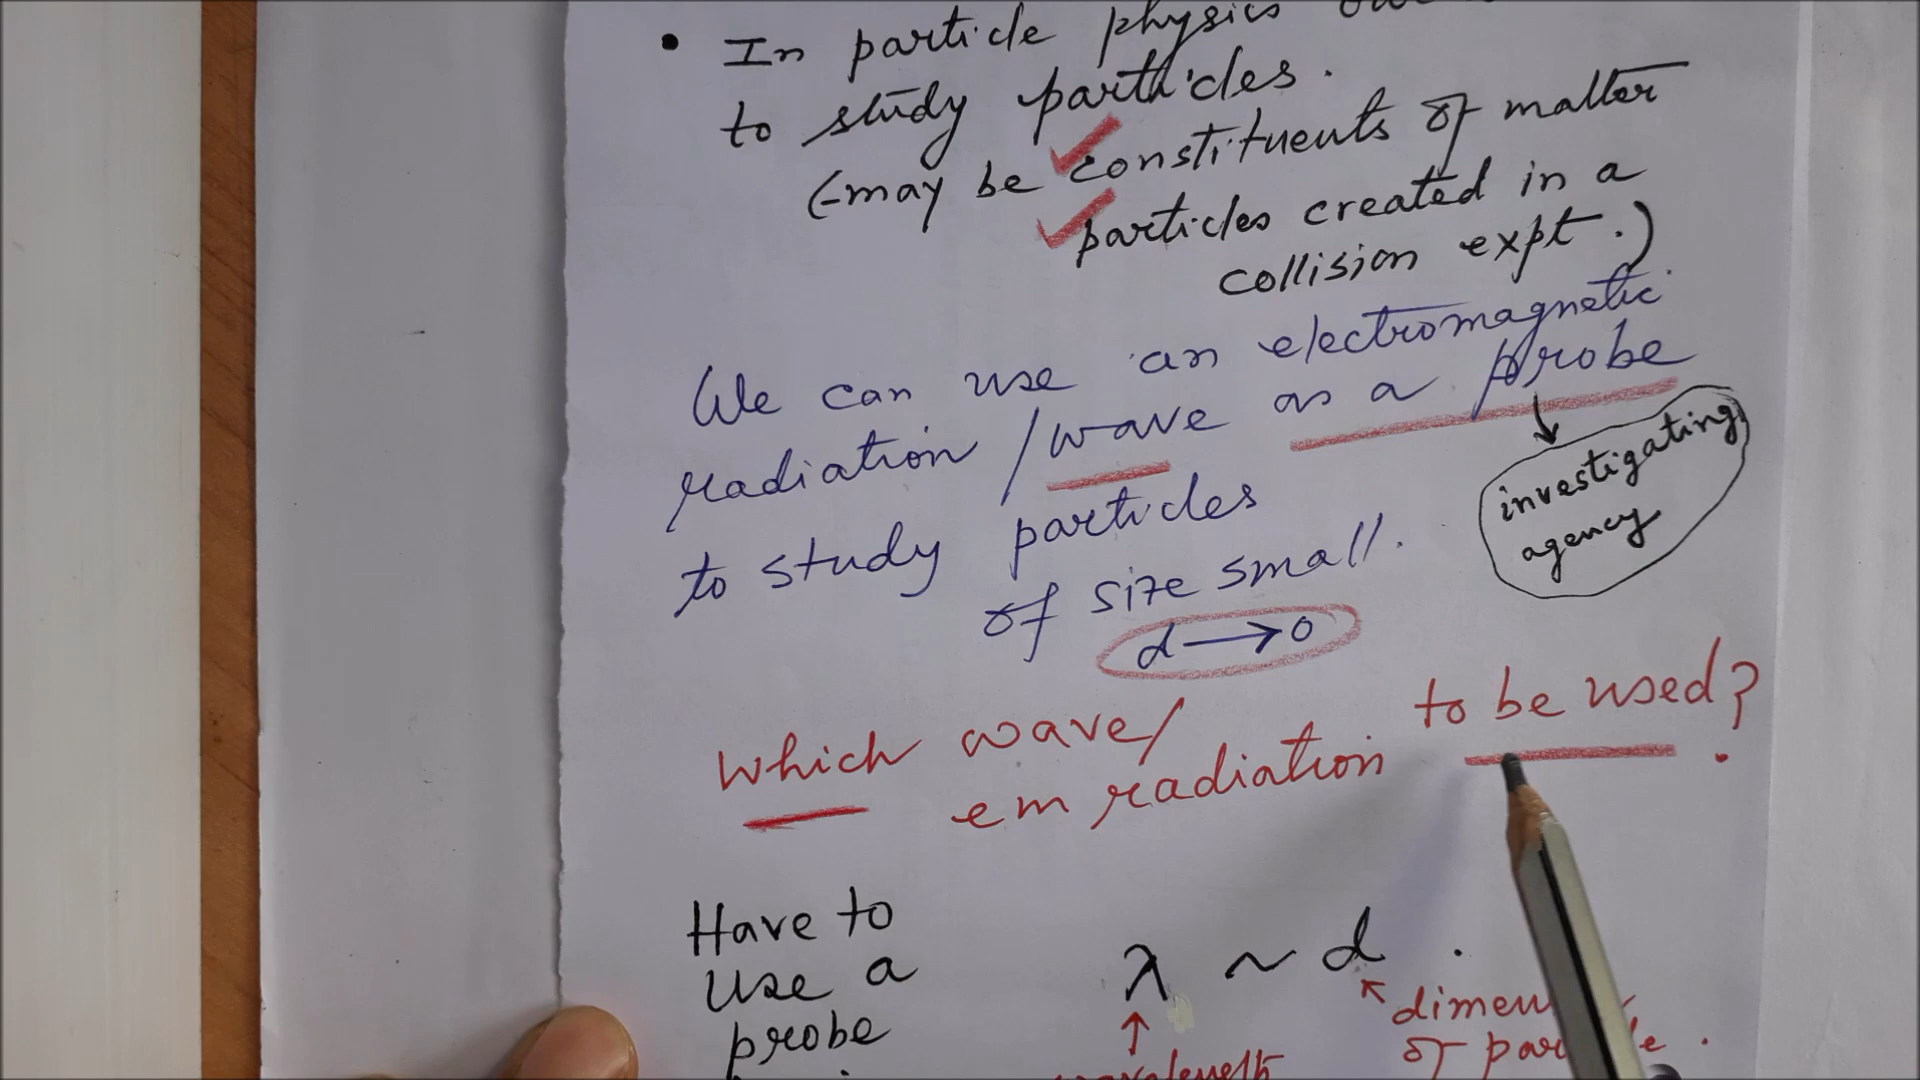 • In particle physics
to study particles.
(may be constituents of matter
particles created in a
collision expt.)
We can use an electromagnetic
radiation / wave as a probe
investigating
agency
to study particles
of size small.
d → 0
Which wave/
em radiation to be used?
Have to
use a
probe
λ ~ d .
↑
↖
of
wavelength